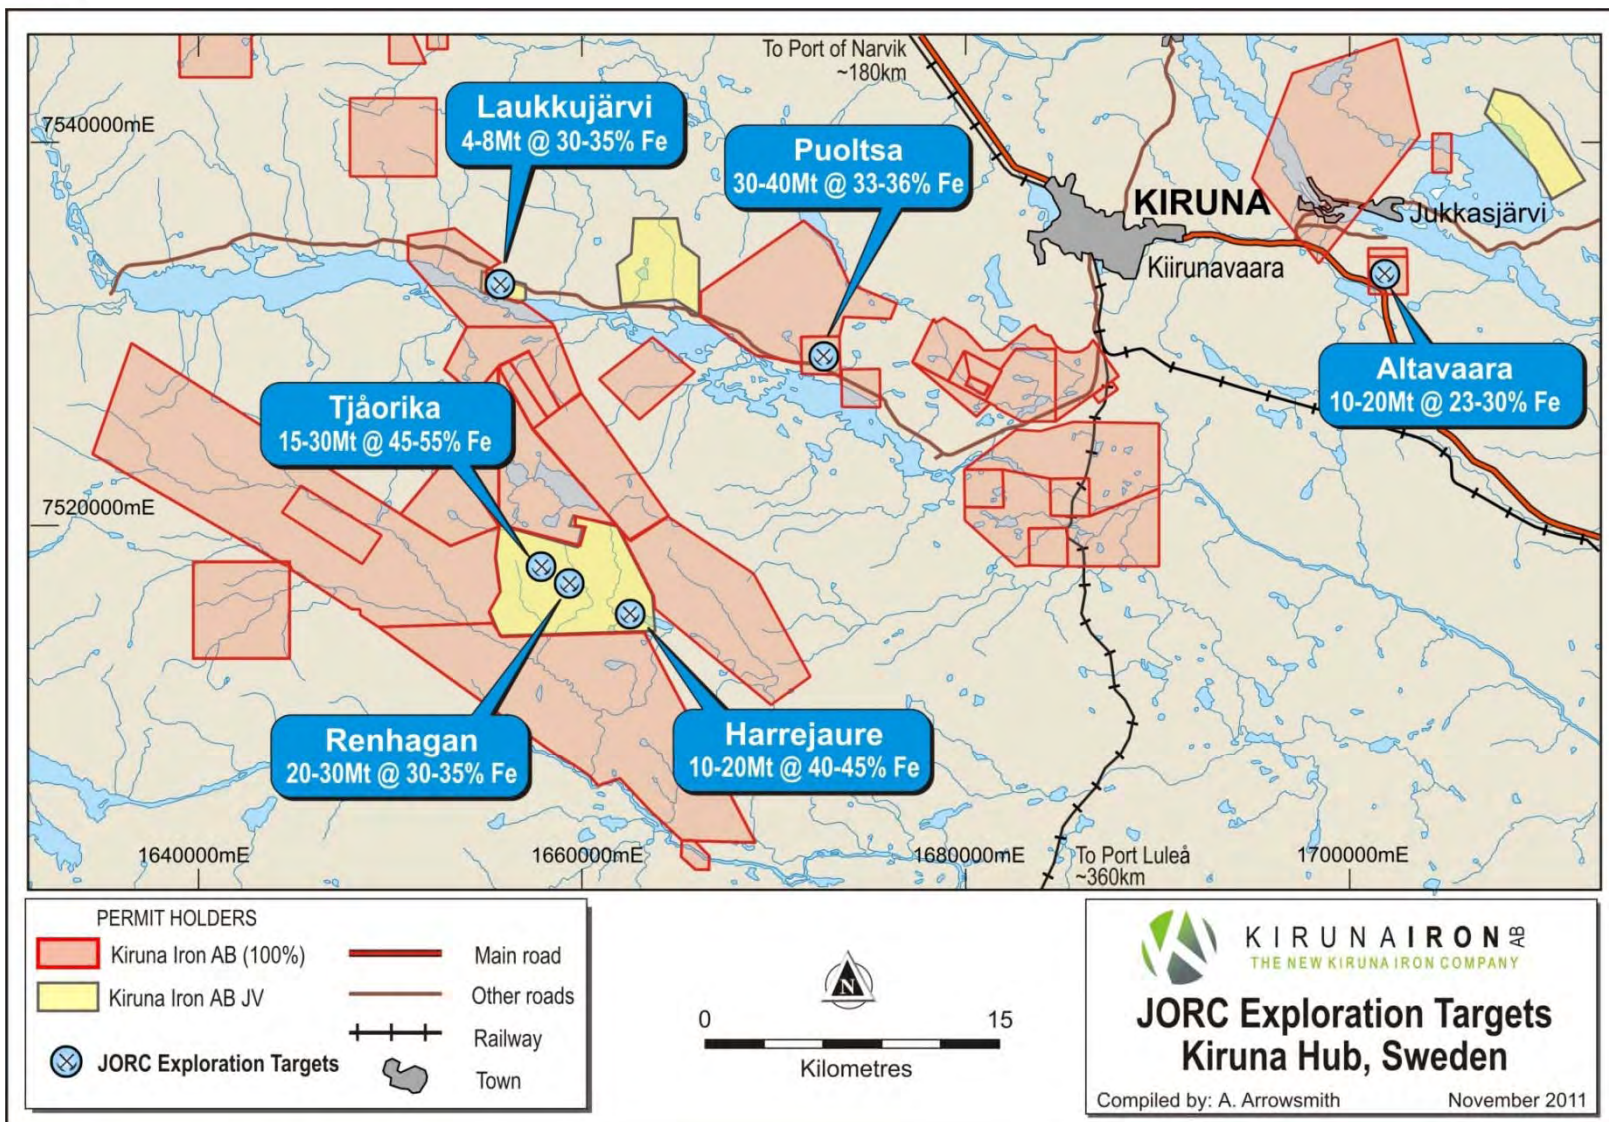 To Port of Narvik
~180km
7540000mE
Laukkujärvi
4-8Mt @ 30-35% Fe
Puoltsa
30-40Mt @ 33-36% Fe
KIRUNA
Jukkasjärvi
Kiirunavaara
Altavaara
10-20Mt @ 23-30% Fe
Tjåorika
15-30Mt @ 45-55% Fe
7520000mE
Renhagan
20-30Mt @ 30-35% Fe
Harrejaure
10-20Mt @ 40-45% Fe
1640000mE
1660000mE
1680000mE
To Port Luleå
~360km
1700000mE
PERMIT HOLDERS
Kiruna Iron AB (100%)
Kiruna Iron AB JV
JORC Exploration Targets
Main road
Other roads
Railway
Town
N
0 15
Kilometres
KIRUNAIRON AB
THE NEW KIRUNA IRON COMPANY
JORC Exploration Targets
Kiruna Hub, Sweden
Compiled by: A. Arrowsmith November 2011